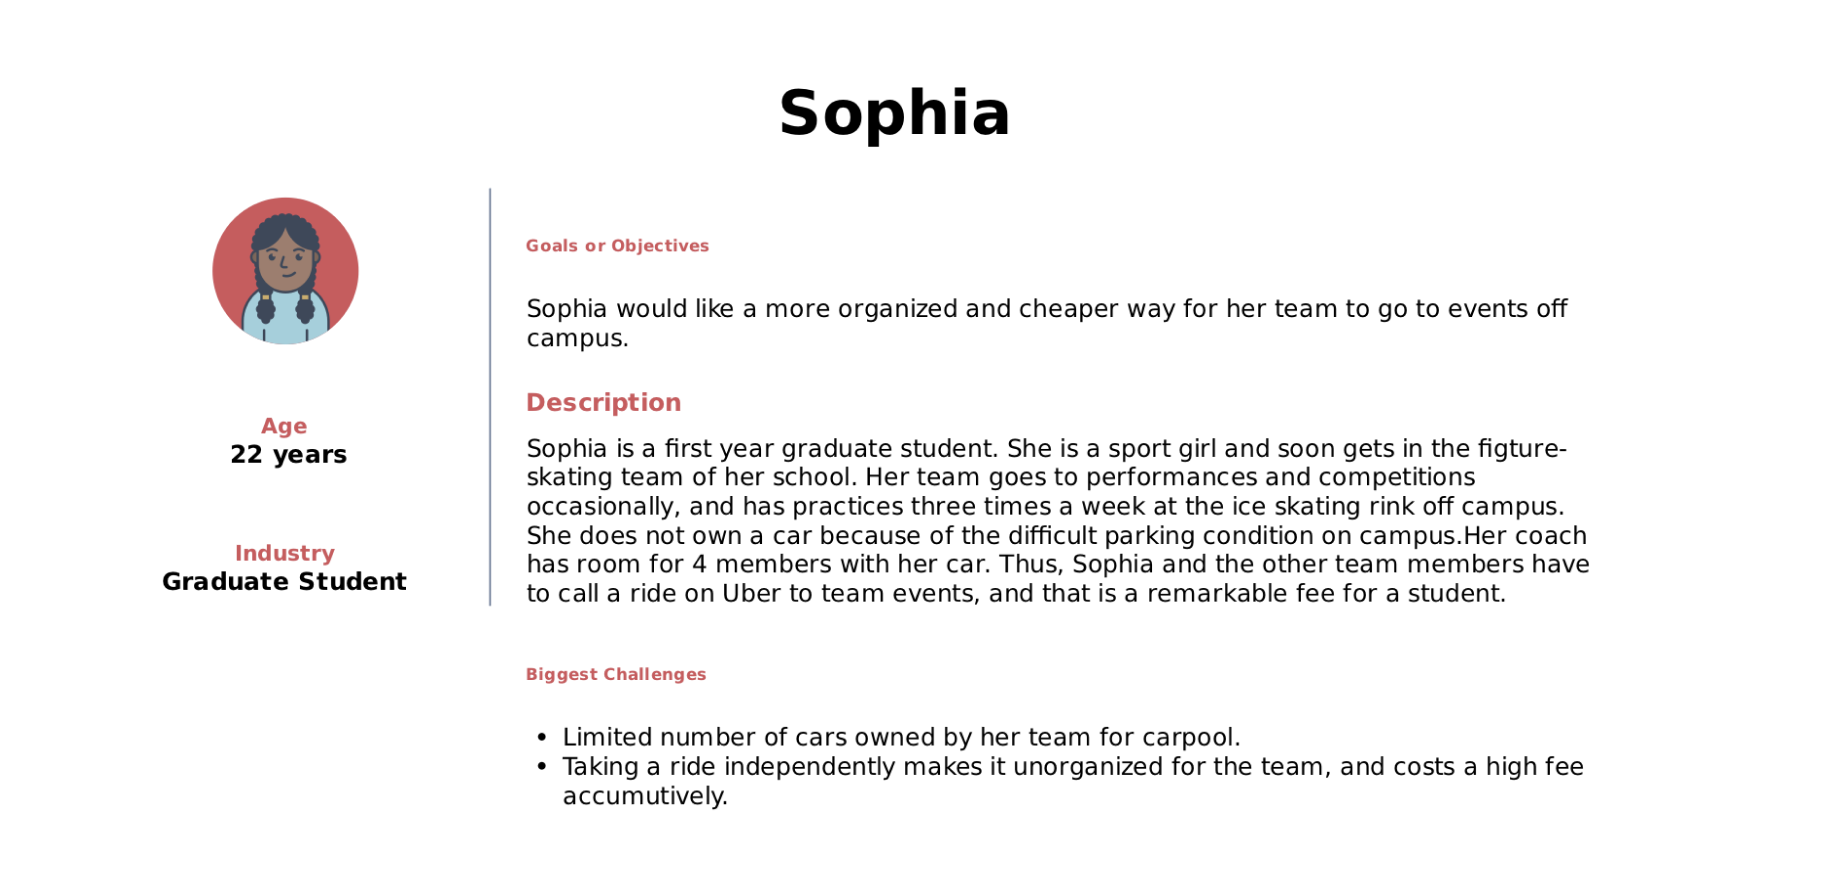 Sophia
Age
22 years
Industry
Graduate Student
Goals or Objectives
Sophia would like a more organized and cheaper way for her team to go to events off
campus.
Description
Sophia is a first year graduate student. She is a sport girl and soon gets in the figture-
skating team of her school. Her team goes to performances and competitions
occasionally, and has practices three times a week at the ice skating rink off campus.
She does not own a car because of the difficult parking condition on campus.Her coach
has room for 4 members with her car. Thus, Sophia and the other team members have
to call a ride on Uber to team events, and that is a remarkable fee for a student.
Biggest Challenges
• Limited number of cars owned by her team for carpool.
• Taking a ride independently makes it unorganized for the team, and costs a high fee
accumutively.